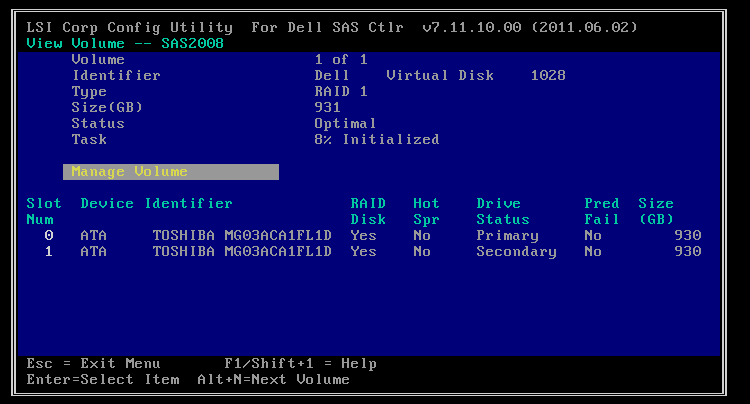 LSI Corp Config Utility For Dell SAS Ctlr v7.11.10.00 (2011.06.02)
View Volume -- SAS2008
Volume 1 of 1
Identifier Dell Virtual Disk 1028
Type RAID 1
Size(GB) 931
Status Optimal
Task 8% Initialized
Manage Volume
Slot Device Identifier RAID Hot Drive Pred Size
Num Disk Spr Status Fail (GB)
0 ATA TOSHIBA MG03ACA1FL1D Yes No Primary No 930
1 ATA TOSHIBA MG03ACA1FL1D Yes No Secondary No 930
Esc = Exit Menu F1/Shift+1 = Help
Enter=Select Item Alt+N=Next Volume